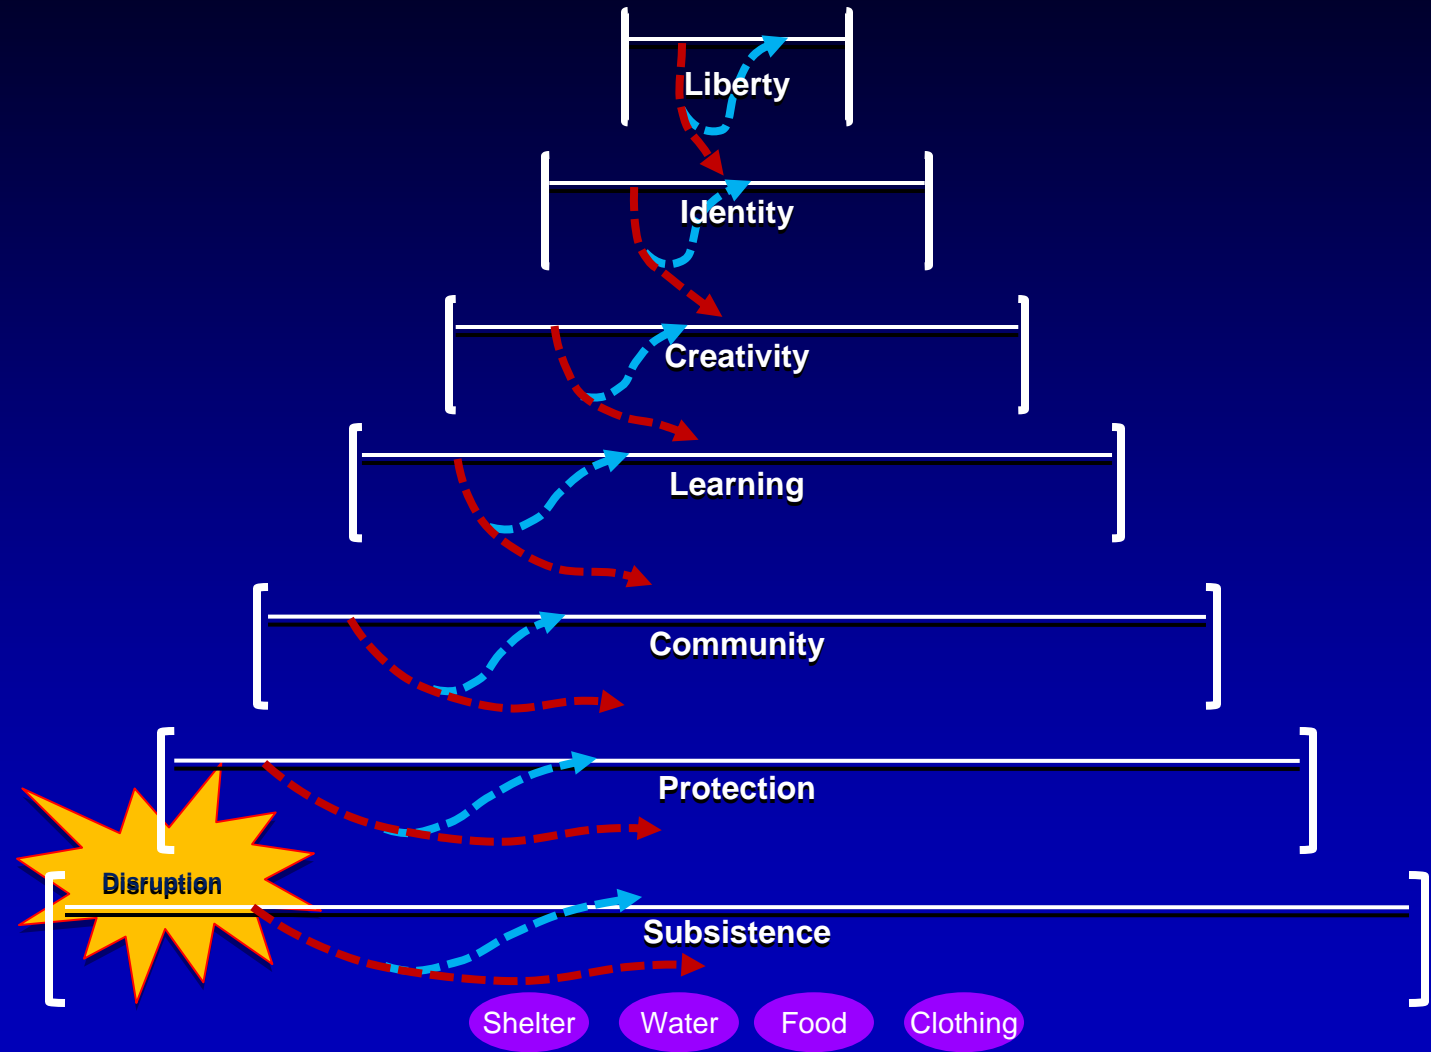 Liberty
Identity
Creativity
Learning
Community
Protection
Disruption
Subsistence
Shelter
Water
Food
Clothing